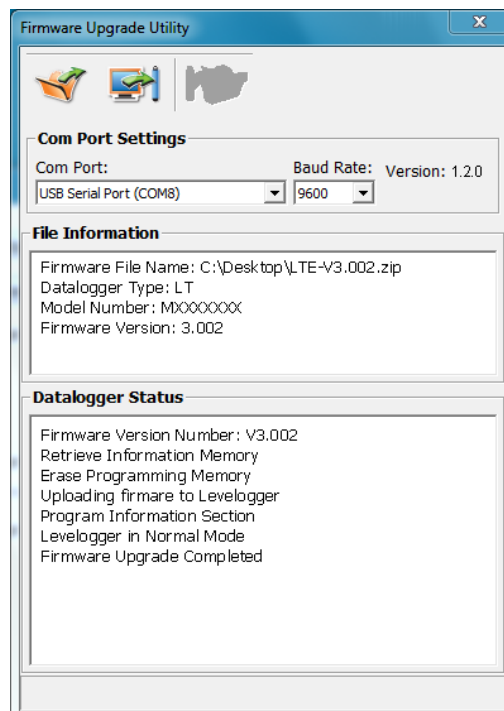 Firmware Upgrade Utility
x
Com Port Settings
Com Port:
Baud Rate:
Version: 1.2.0
USB Serial Port (COM8)
9600
File Information
Firmware File Name: C:\Desktop\LTE-V3.002.zip
Datalogger Type: LT
Model Number: MXXXXXXX
Firmware Version: 3.002
Datalogger Status
Firmware Version Number: V3.002
Retrieve Information Memory
Erase Programming Memory
Uploading firmare to Levelogger
Program Information Section
Levelogger in Normal Mode
Firmware Upgrade Completed